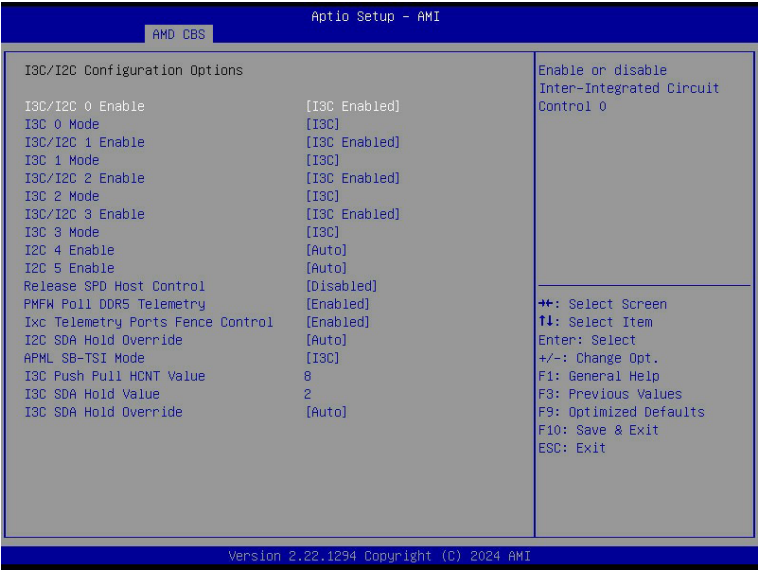 Aptio Setup – AMI
AMD CBS
I3C/I2C Configuration Options
I3C/I2C 0 Enable [I3C Enabled]
I3C 0 Mode [I3C]
I3C/I2C 1 Enable [I3C Enabled]
I3C 1 Mode [I3C]
I3C/I2C 2 Enable [I3C Enabled]
I3C 2 Mode [I3C]
I3C/I2C 3 Enable [I3C Enabled]
I3C 3 Mode [I3C]
I2C 4 Enable [Auto]
I2C 5 Enable [Auto]
Release SPD Host Control [Disabled]
PMFW Poll DDR5 Telemetry [Enabled]
Ixc Telemetry Ports Fence Control [Enabled]
I2C SDA Hold Override [Auto]
APML SB-TSI Mode [I3C]
I3C Push Pull HCNT Value 8
I3C SDA Hold Value 2
I3C SDA Hold Override [Auto]
Enable or disable
Inter-Integrated Circuit
Control 0
→←: Select Screen
↑↓: Select Item
Enter: Select
+/-: Change Opt.
F1: General Help
F3: Previous Values
F9: Optimized Defaults
F10: Save & Exit
ESC: Exit
Version 2.22.1294 Copyright (C) 2024 AMI